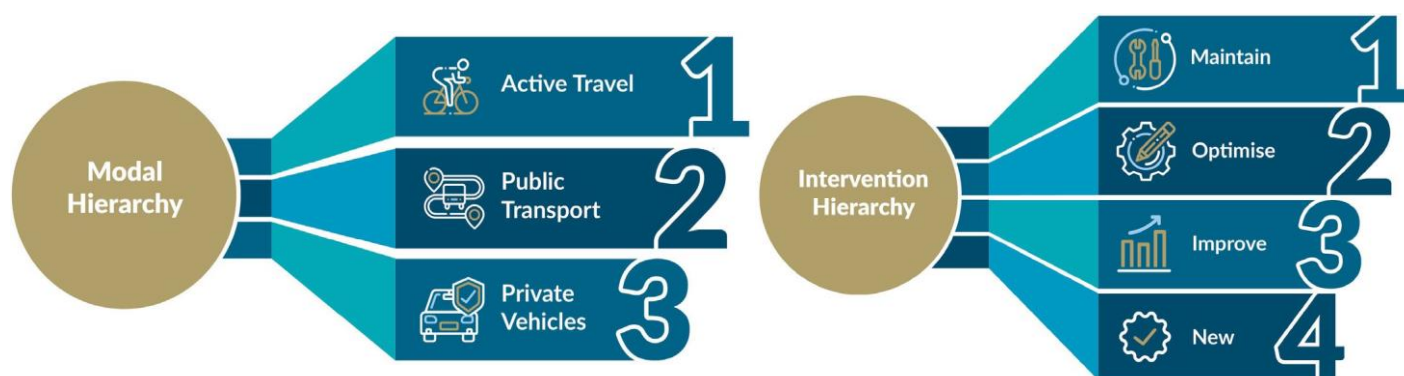 Modal
Hierarchy
Active Travel
1
Public
Transport
2
Private
Vehicles
3
Intervention
Hierarchy
Maintain
1
Optimise
2
Improve
3
New
4